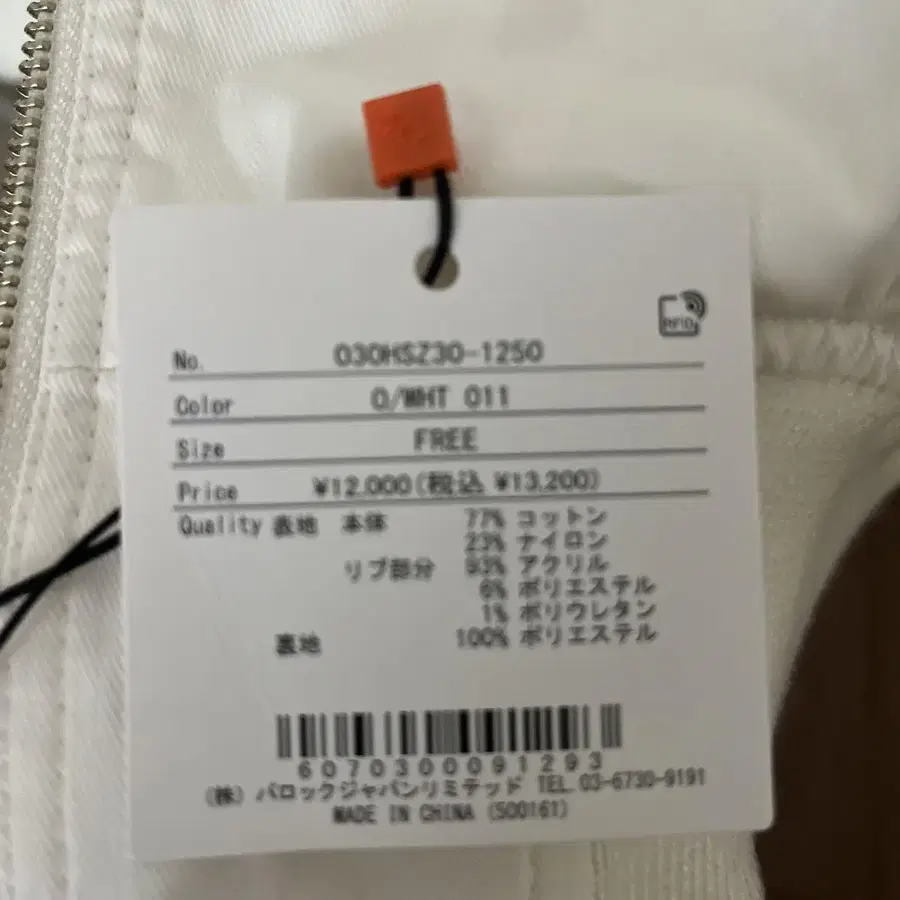 RFID
No. 030HSZ30-1250
Color O/WHT 011
Size FREE
Price ¥12,000(税込 ¥13,200)
Quality 表地 本体 77% コットン
23% ナイロン
リブ部分 93% アクリル
6% ポリエステル
1% ポリウレタン
裏地 100% ポリエステル
6070300091293
(株) バロックジャパンリミテッド TEL.03-6730-9191
MADE IN CHINA (S00161)